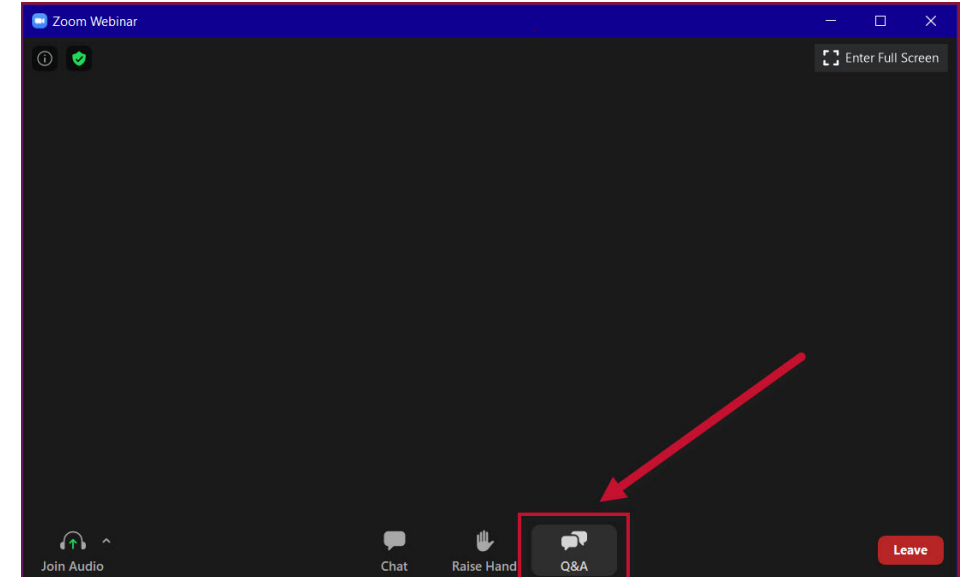 Zoom Webinar
Enter Full Screen
Join Audio
Chat
Raise Hand
Q&A
Leave